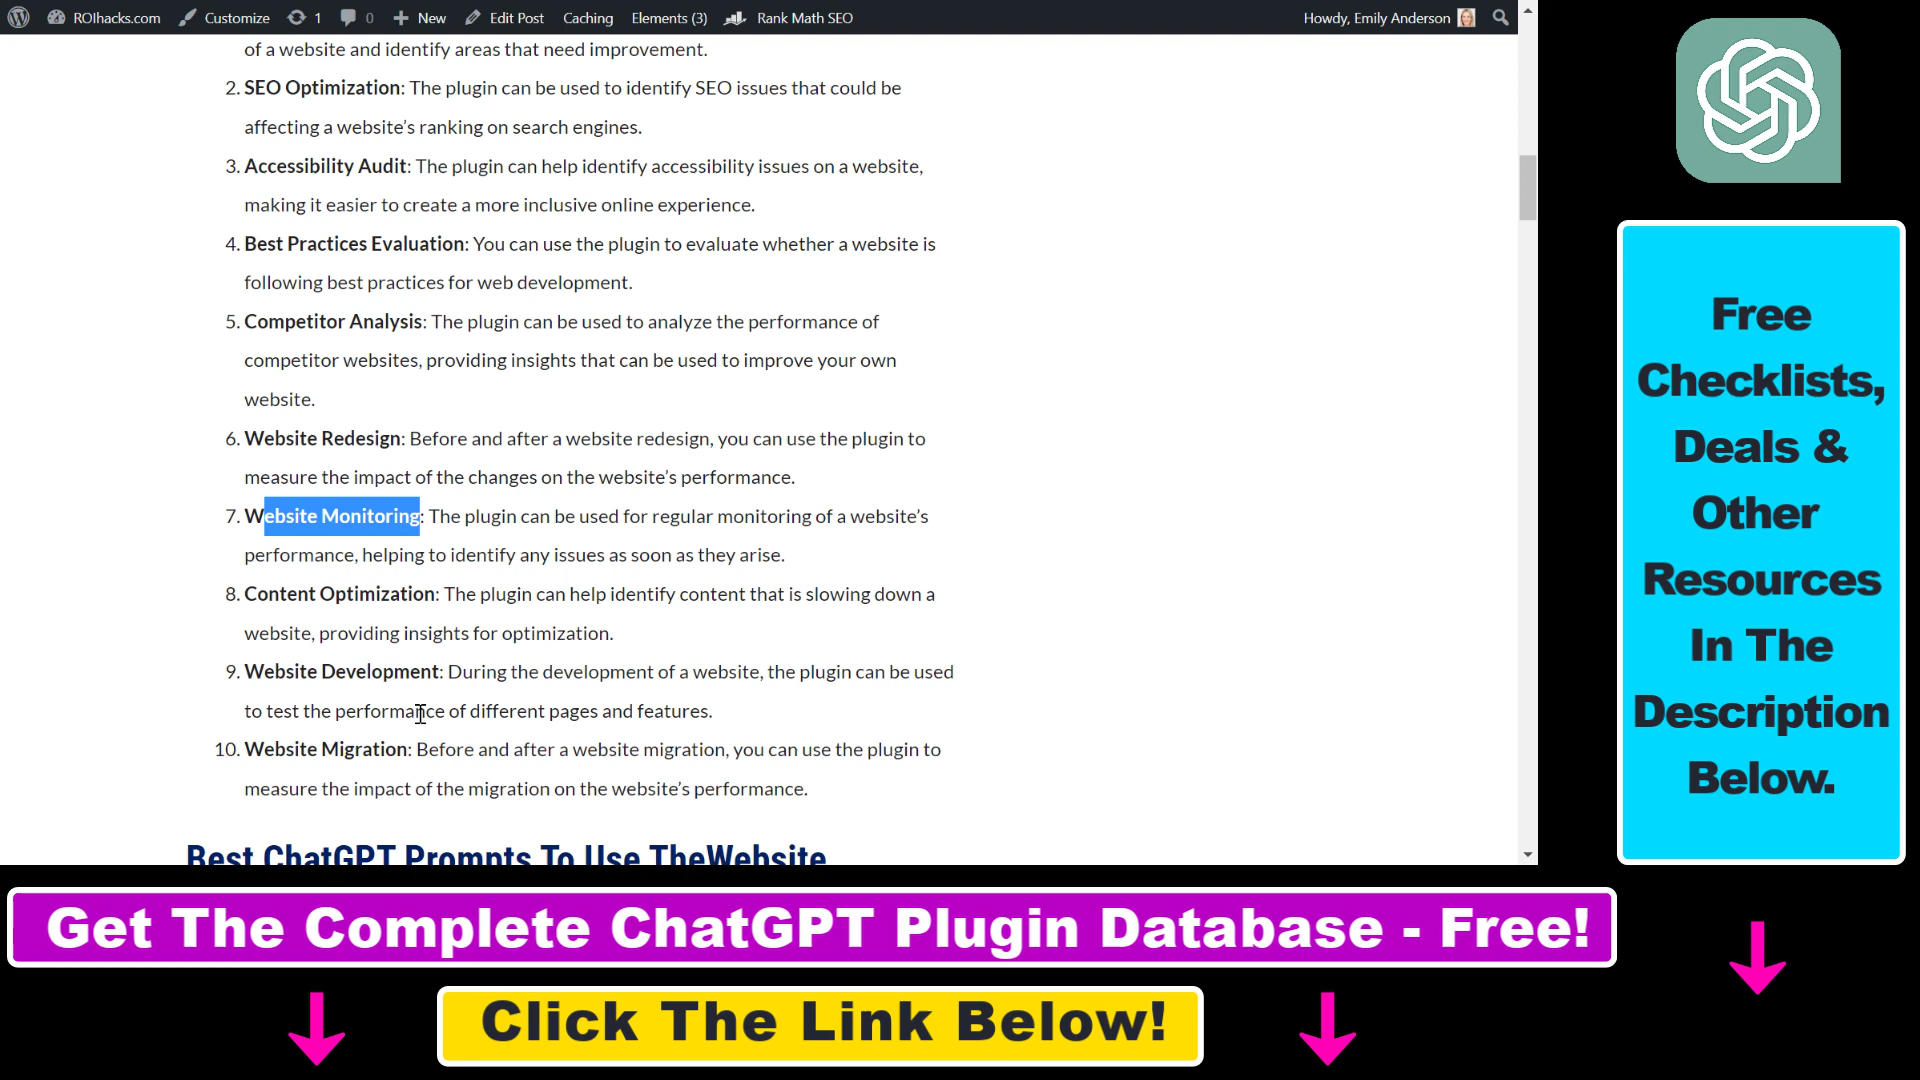 ROIhacks.com Customize 1 0 New Edit Post Caching Elements (3) Rank Math SEO Howdy, Emily Anderson
of a website and identify areas that need improvement.
2. SEO Optimization: The plugin can be used to identify SEO issues that could be
affecting a website’s ranking on search engines.
3. Accessibility Audit: The plugin can help identify accessibility issues on a website,
making it easier to create a more inclusive online experience.
4. Best Practices Evaluation: You can use the plugin to evaluate whether a website is
following best practices for web development.
5. Competitor Analysis: The plugin can be used to analyze the performance of
competitor websites, providing insights that can be used to improve your own
website.
6. Website Redesign: Before and after a website redesign, you can use the plugin to
measure the impact of the changes on the website’s performance.
7. Website Monitoring: The plugin can be used for regular monitoring of a website’s
performance, helping to identify any issues as soon as they arise.
8. Content Optimization: The plugin can help identify content that is slowing down a
website, providing insights for optimization.
9. Website Development: During the development of a website, the plugin can be used
to test the performance of different pages and features.
10. Website Migration: Before and after a website migration, you can use the plugin to
measure the impact of the migration on the website’s performance.
Best ChatGPT Prompts To Use TheWebsite
Free
Checklists,
Deals &
Other
Resources
In The
Description
Below.
Get The Complete ChatGPT Plugin Database - Free!
Click The Link Below!